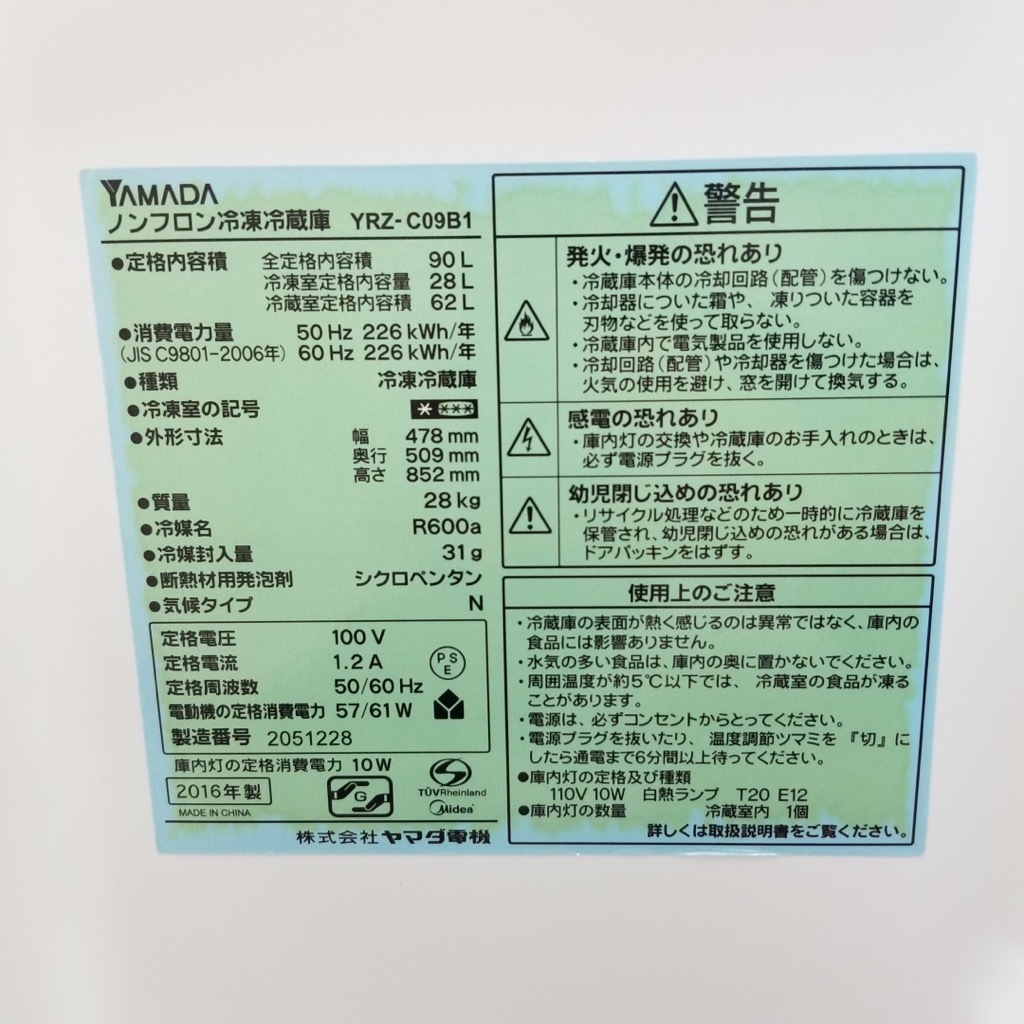 YAMADA
ノンフロン冷凍冷蔵庫 YRZ-C09B1
●定格内容積 全定格内容積 90 L
冷凍室定格内容量 28 L
冷蔵室定格内容積 62 L
●消費電力量 50 Hz 226 kWh/年
(JIS C9801-2006年) 60 Hz 226 kWh/年
●種類 冷凍冷蔵庫
●冷凍室の記号 * ***
●外形寸法 幅 478 mm
奥行 509 mm
高さ 852 mm
●質量 28 kg
●冷媒名 R600a
●冷媒封入量 31 g
●断熱材用発泡剤 シクロペンタン
●気候タイプ N
定格電圧 100 V
定格電流 1.2 A
PSE
定格周波数 50/60 Hz
電動機の定格消費電力 57/61 W
製造番号 2051228
庫内灯の定格消費電力 10W
2016年製
MADE IN CHINA
G
TÜVRheinland
Midea
株式会社ヤマダ電機
警告
発火・爆発の恐れあり
・冷蔵庫本体の冷却回路(配管)を傷つけない。
・冷却器についた霜や、 凍りついた容器を
刃物などを使って取らない。
・冷蔵庫内で電気製品を使用しない。
・冷却回路(配管)や冷却器を傷つけた場合は、
火気の使用を避け、窓を開けて換気する。
感電の恐れあり
・庫内灯の交換や冷蔵庫のお手入れのときは、
必ず電源プラグを抜く。
幼児閉じ込めの恐れあり
・リサイクル処理などのため一時的に冷蔵庫を
保管され、幼児閉じ込めの恐れがある場合は、
ドアパッキンをはずす。
使用上のご注意
・冷蔵庫の表面が熱く感じるのは異常ではなく、庫内の
食品には影響ありません。
・水気の多い食品は、庫内の奥に置かないでください。
・周囲温度が約5℃以下では、 冷蔵室の食品が凍る
ことがあります。
・電源は、必ずコンセントからとってください。
・電源プラグを抜いたり、 温度調節ツマミを 『切』に
したら通電まで6分間以上待ってください。
●庫内灯の定格及び種類
110V 10W 白熱ランプ T20 E12
●庫内灯の数量 冷蔵室内 1個
詳しくは取扱説明書をご覧ください。